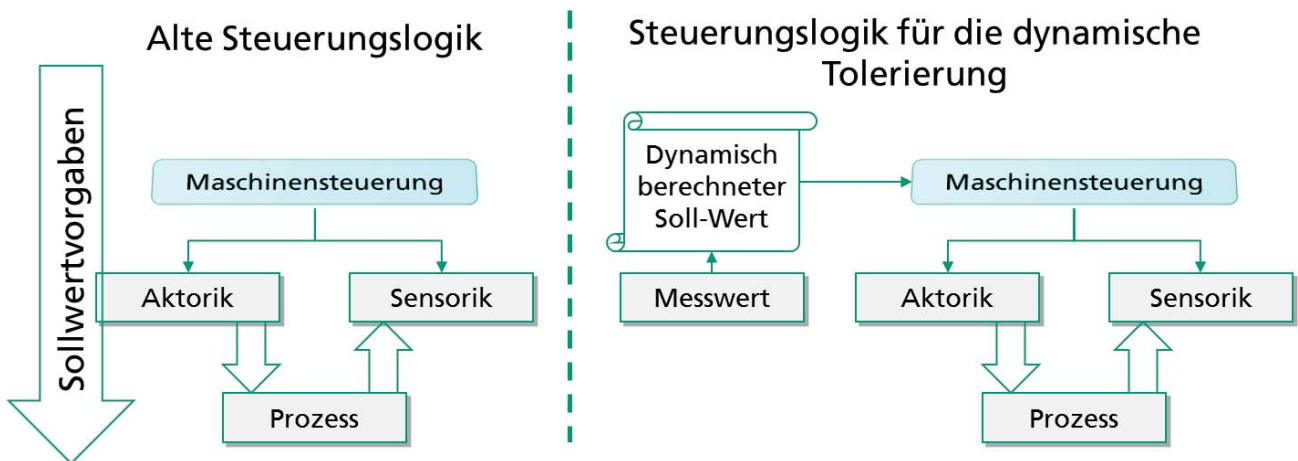 Alte Steuerungslogik
Sollwertvorgaben
Maschinensteuerung
Aktorik
Sensorik
Prozess
Steuerungslogik für die dynamische
Tolerierung
Dynamisch
berechneter
Soll-Wert
Messwert
Maschinensteuerung
Aktorik
Sensorik
Prozess